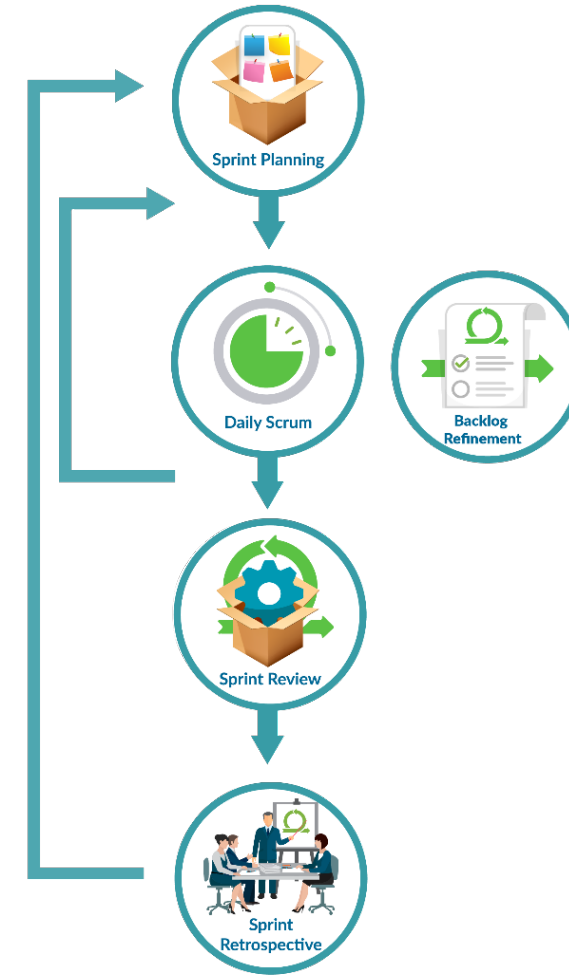 Sprint Planning
Daily Scrum
Backlog
Refinement
Sprint Review
Sprint
Retrospective